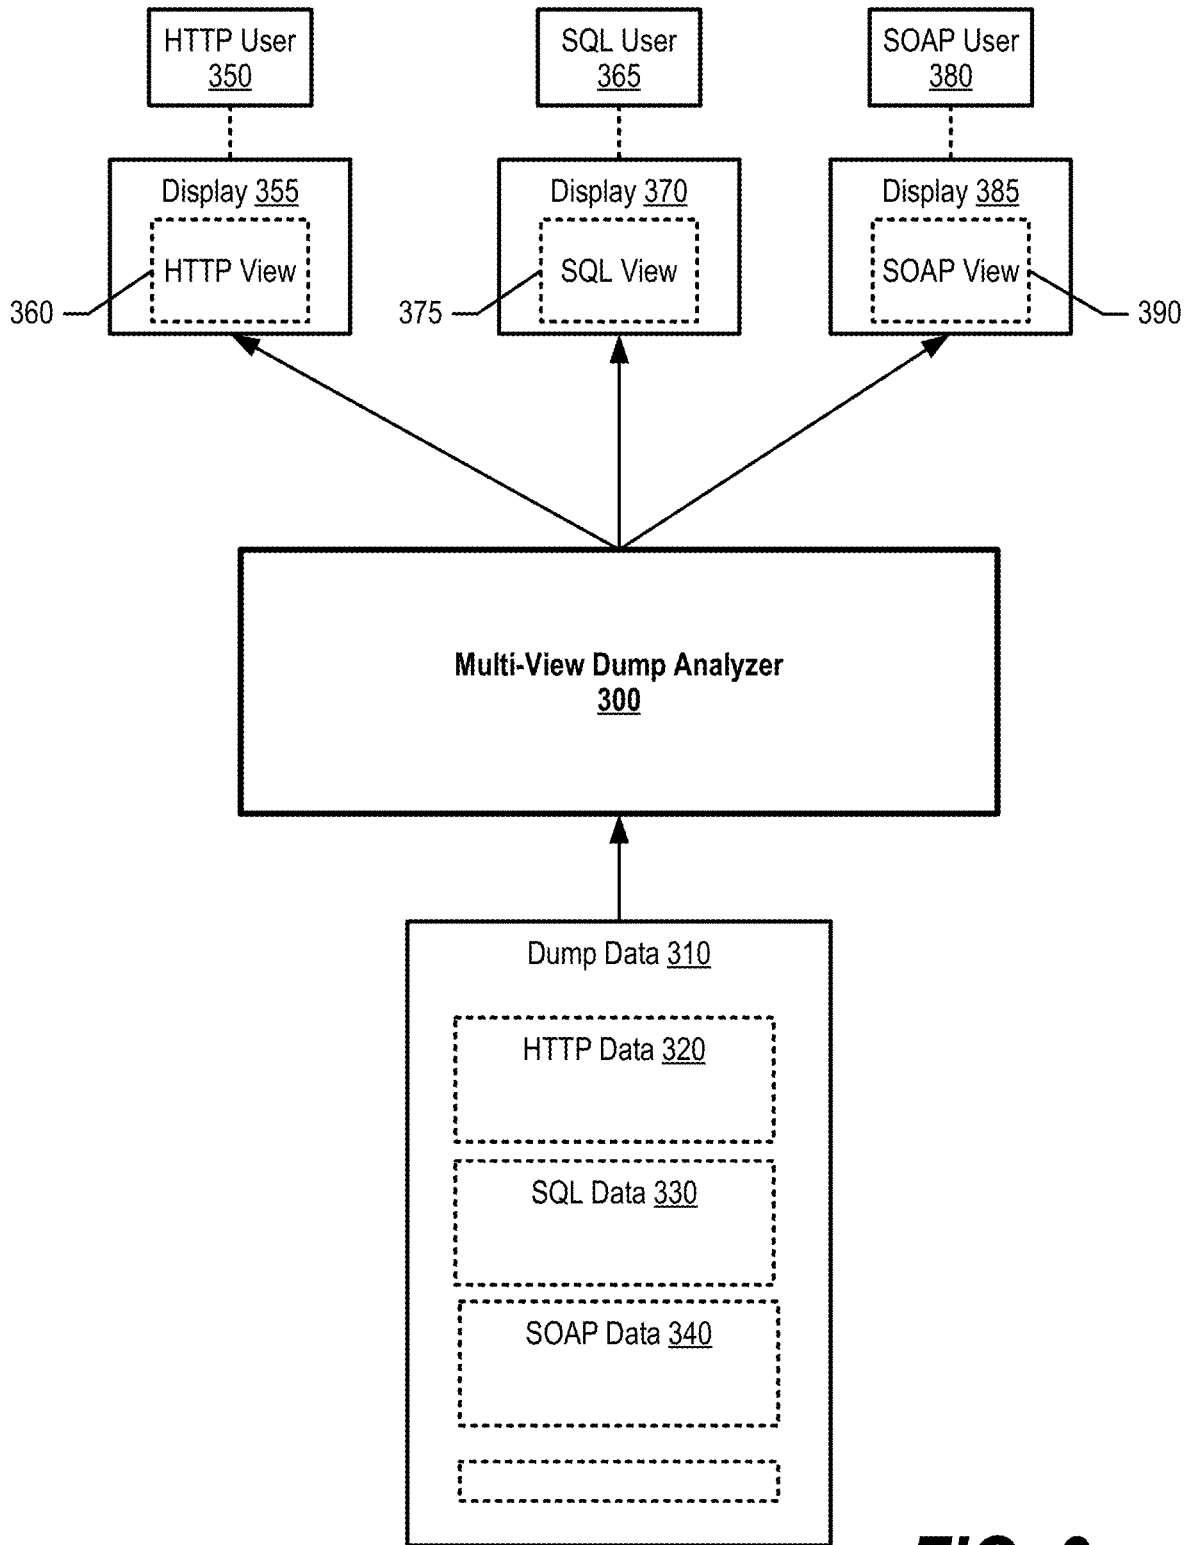 HTTP User
350
SQL User
365
SOAP User
380
Display 355
HTTP View
360
Display 370
SQL View
375
Display 385
SOAP View
390
Multi-View Dump Analyzer
300
Dump Data 310
HTTP Data 320
SQL Data 330
SOAP Data 340